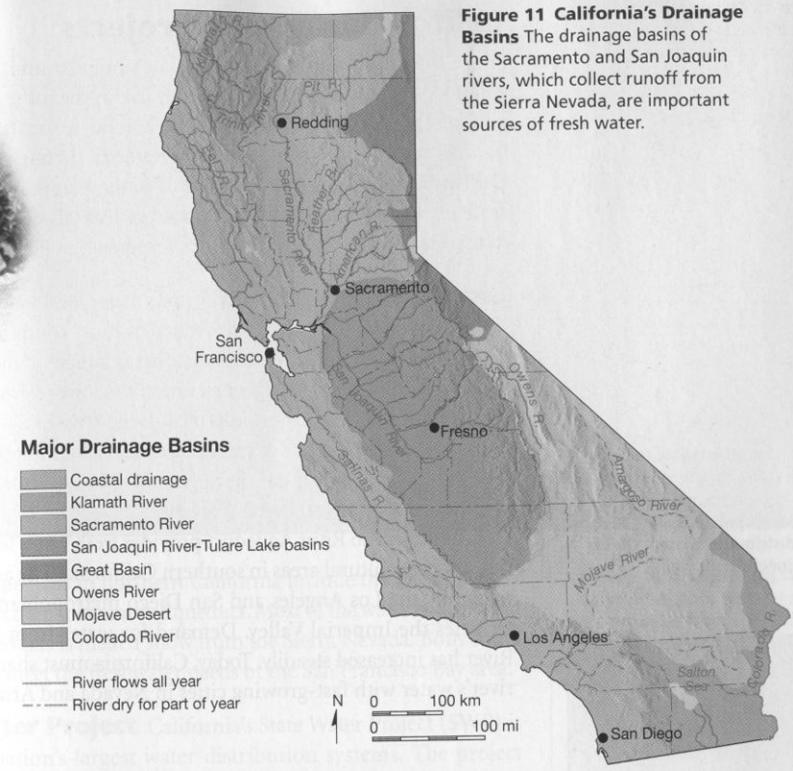 Figure 11 California's Drainage
Basins The drainage basins of
the Sacramento and San Joaquin
rivers, which collect runoff from
the Sierra Nevada, are important
sources of fresh water.
Klamath R.
Pit R.
Trinity River
Redding
Eel R.
Sacramento River
Feather R.
American R.
Sacramento
San
Francisco
San Joaquin River
Owens R.
Fresno
Salinas R.
Amargoso River
Mojave River
Los Angeles
Colorado R.
Salton
Sea
San Diego
Major Drainage Basins
Coastal drainage
Klamath River
Sacramento River
San Joaquin River-Tulare Lake basins
Great Basin
Owens River
Mojave Desert
Colorado River
River flows all year
River dry for part of year
N
0 100 km
0 100 mi